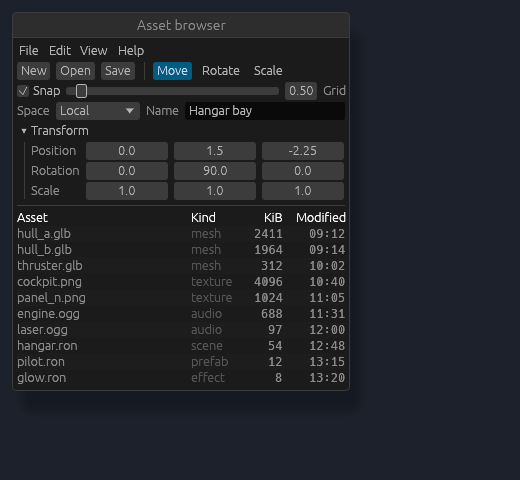 Asset browser
File Edit View Help
New Open Save Move Rotate Scale
Snap 0.50 Grid
Space Local Name Hangar bay
Transform
Position 0.0 1.5 -2.25
Rotation 0.0 90.0 0.0
Scale 1.0 1.0 1.0
Asset Kind KiB Modified
hull_a.glb mesh 2411 09:12
hull_b.glb mesh 1964 09:14
thruster.glb mesh 312 10:02
cockpit.png texture 4096 10:40
panel_n.png texture 1024 11:05
engine.ogg audio 688 11:31
laser.ogg audio 97 12:00
hangar.ron scene 54 12:48
pilot.ron prefab 12 13:15
glow.ron effect 8 13:20